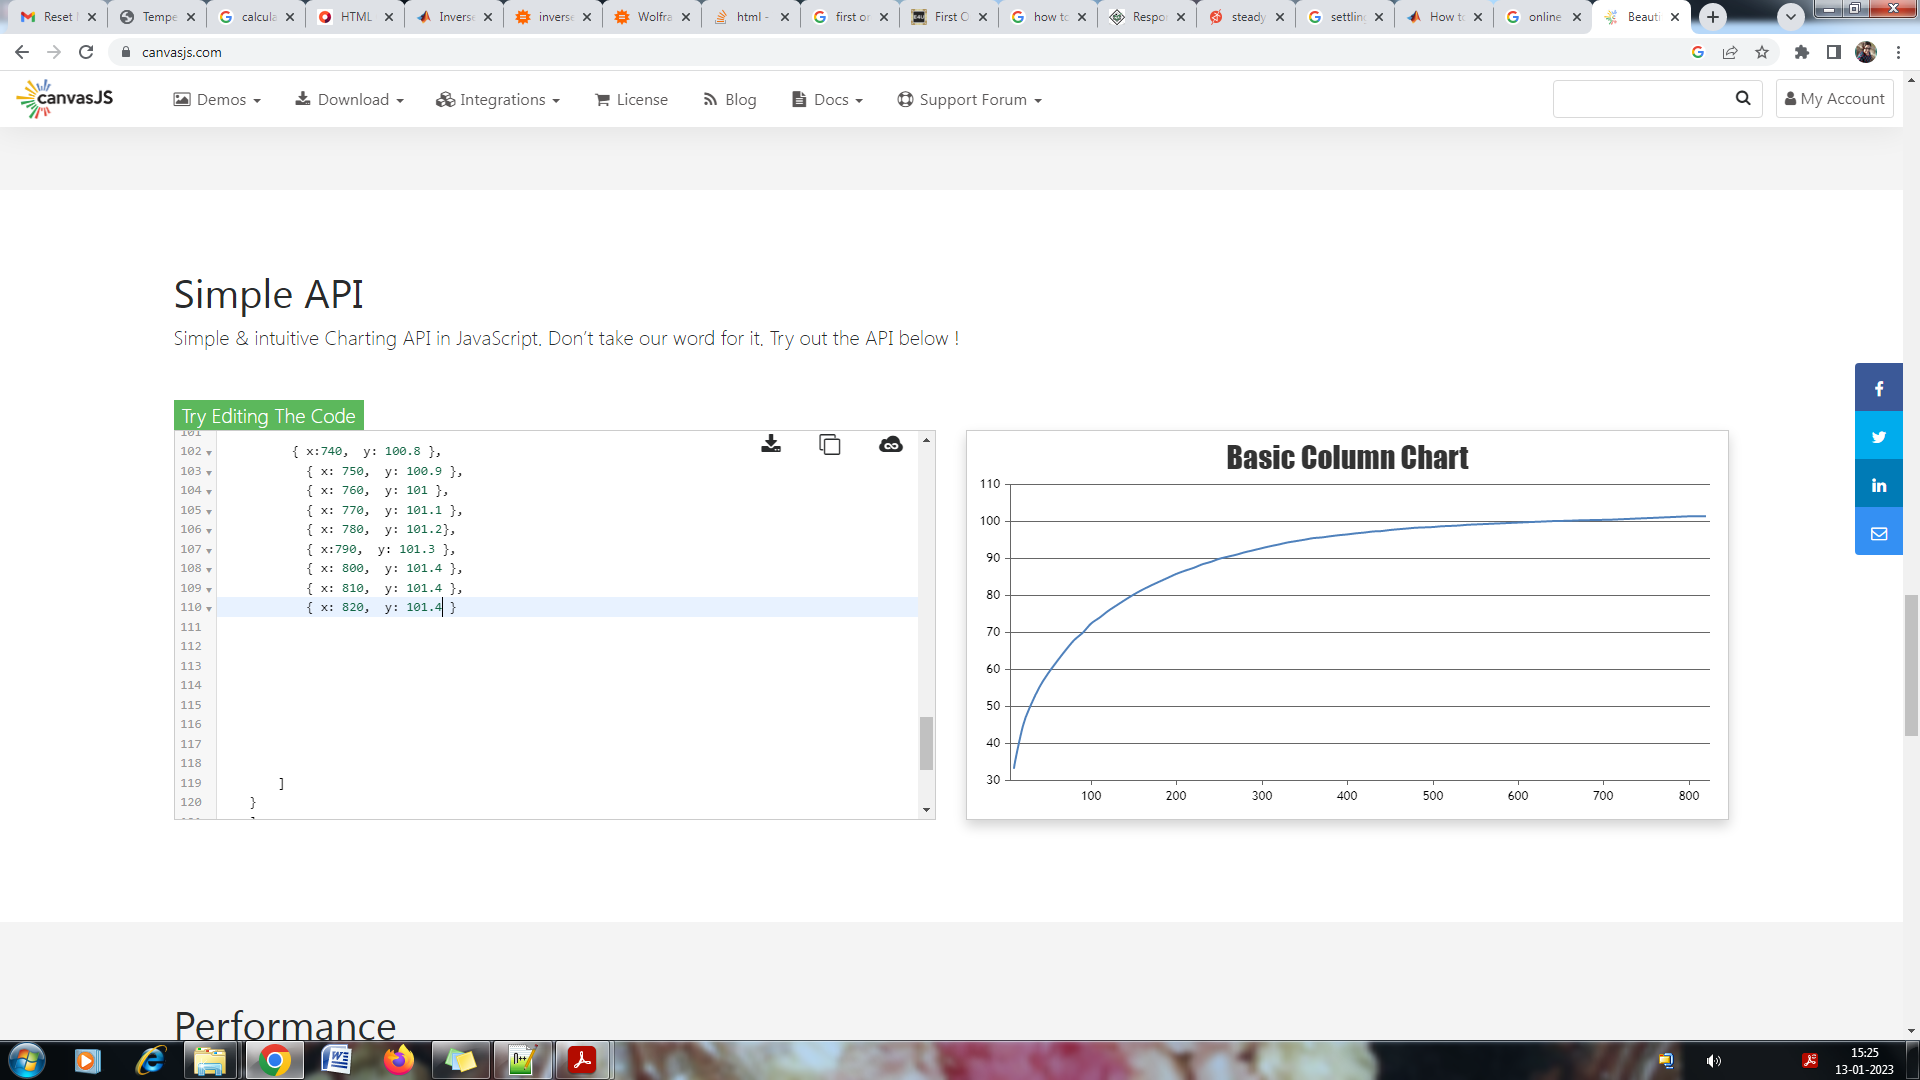 Reset
Tempe
calcula
HTML
Inverse
inverse
Wolfra
html -
first or
First O
how to
Respo
steady
settlin
How to
online
Beauti
canvasjs.com
canvasJS
Demos
Download
Integrations
License
Blog
Docs
Support Forum
My Account
Simple API
Simple & intuitive Charting API in JavaScript. Don't take our word for it. Try out the API below !
Try Editing The Code
101
102 { x:740, y: 100.8 },
103 { x: 750, y: 100.9 },
104 { x: 760, y: 101 },
105 { x: 770, y: 101.1 },
106 { x: 780, y: 101.2},
107 { x:790, y: 101.3 },
108 { x: 800, y: 101.4 },
109 { x: 810, y: 101.4 },
110 { x: 820, y: 101.4 }
111
112
113
114
115
116
117
118
119 ]
120 }
Basic Column Chart
110
100
90
80
70
60
50
40
30
100 200 300 400 500 600 700 800
Performance
15:25
13-01-2023